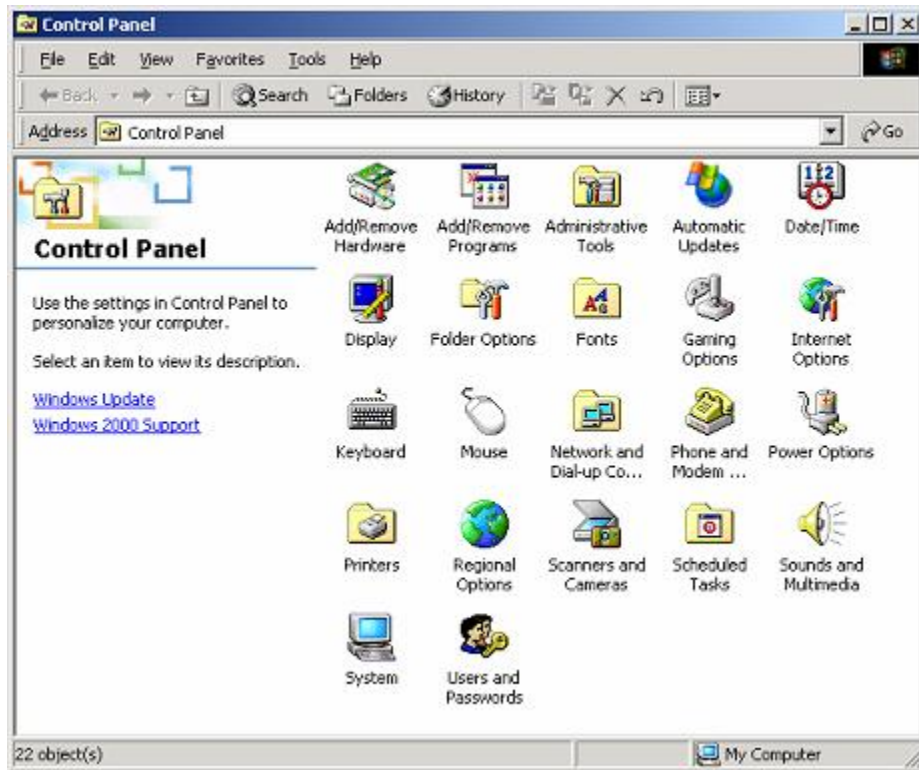 Control Panel
File Edit View Favorites Tools Help
Back Search Folders History
Address Control Panel Go
Control Panel
Use the settings in Control Panel to
personalize your computer.
Select an item to view its description.
Windows Update
Windows 2000 Support
Add/Remove
Hardware
Add/Remove
Programs
Administrative
Tools
Automatic
Updates
12
Date/Time
Display
Folder Options
Fonts
Gaming
Options
Internet
Options
Keyboard
Mouse
Network and
Dial-up Co...
Phone and
Modem ...
Power Options
Printers
Regional
Options
Scanners and
Cameras
Scheduled
Tasks
Sounds and
Multimedia
System
Users and
Passwords
22 object(s) My Computer